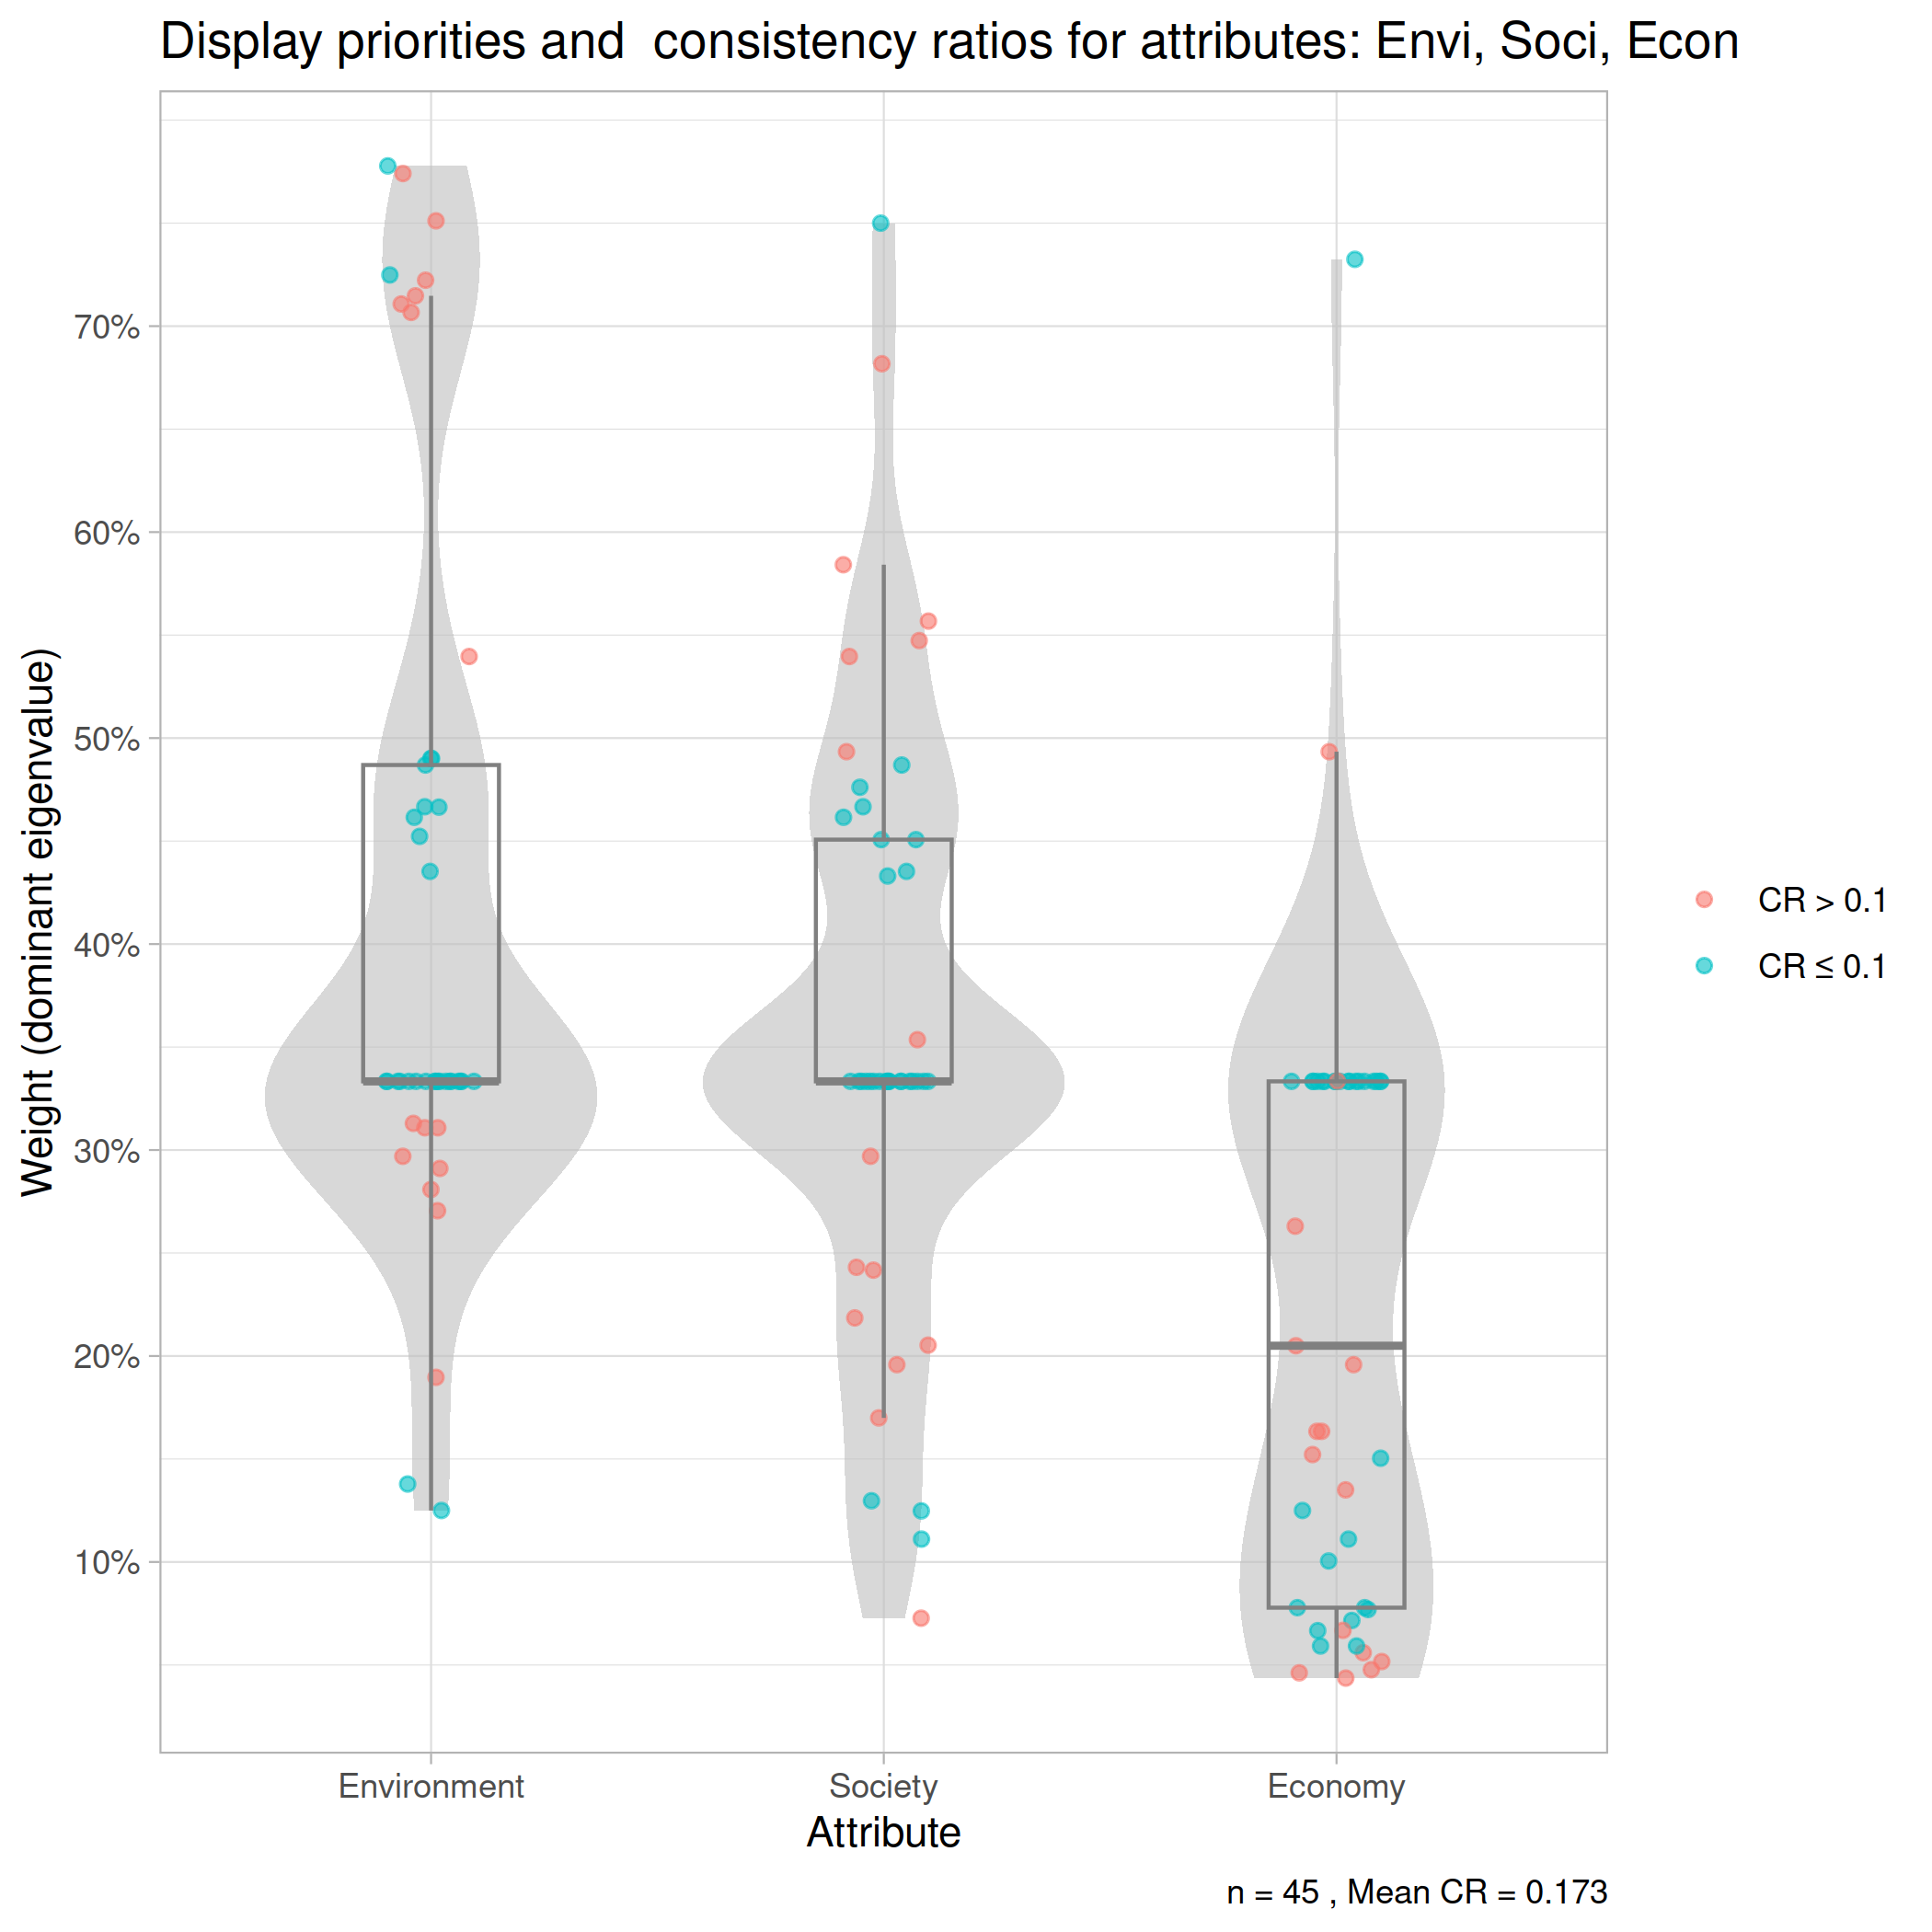 Display priorities and  consistency ratios for attributes: Envi, Soci, Econ
Weight (dominant eigenvalue)
70%
60%
50%
40%
30%
20%
10%
CR > 0.1
CR ≤ 0.1
Environment Society Economy
Attribute
n = 45 , Mean CR = 0.173